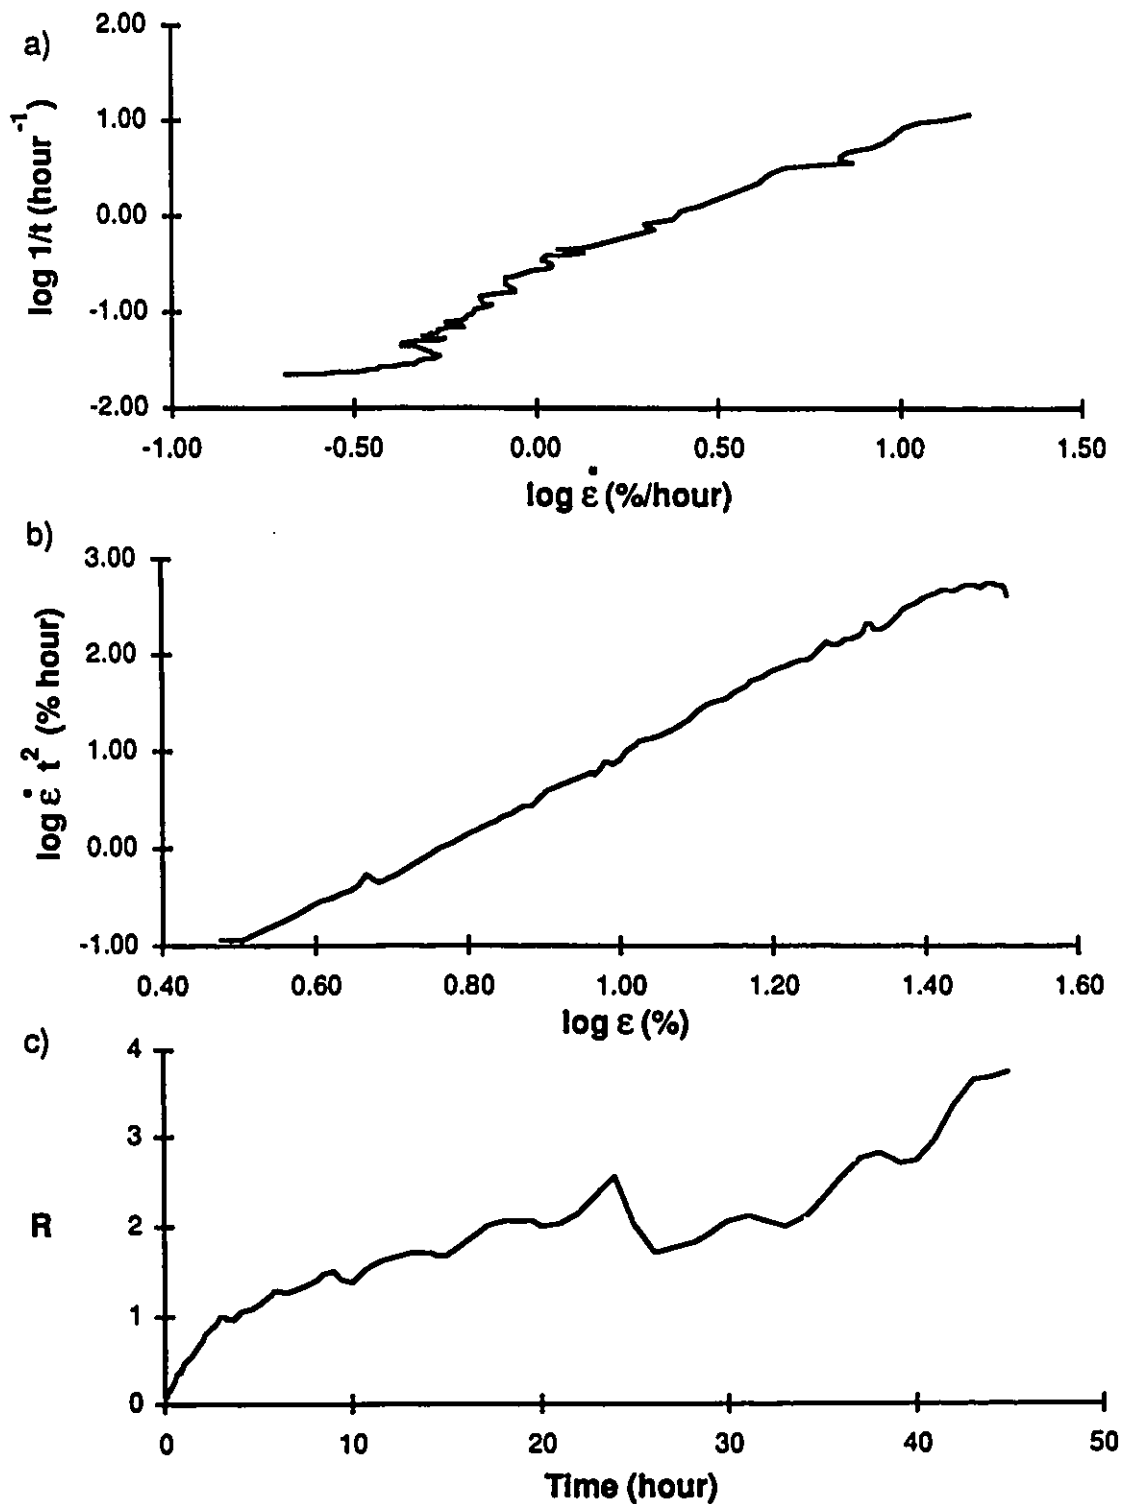 a)
2.00
1.00
0.00
-1.00
-2.00
log 1/t (hour⁻¹)
-1.00 -0.50 0.00 0.50 1.00 1.50
log ε̇ (%/hour)
b)
3.00
2.00
1.00
0.00
-1.00
log ε̇ t² (% hour)
0.40 0.60 0.80 1.00 1.20 1.40 1.60
log ε (%)
c)
4
3
2
1
0
R
0 10 20 30 40 50
Time (hour)